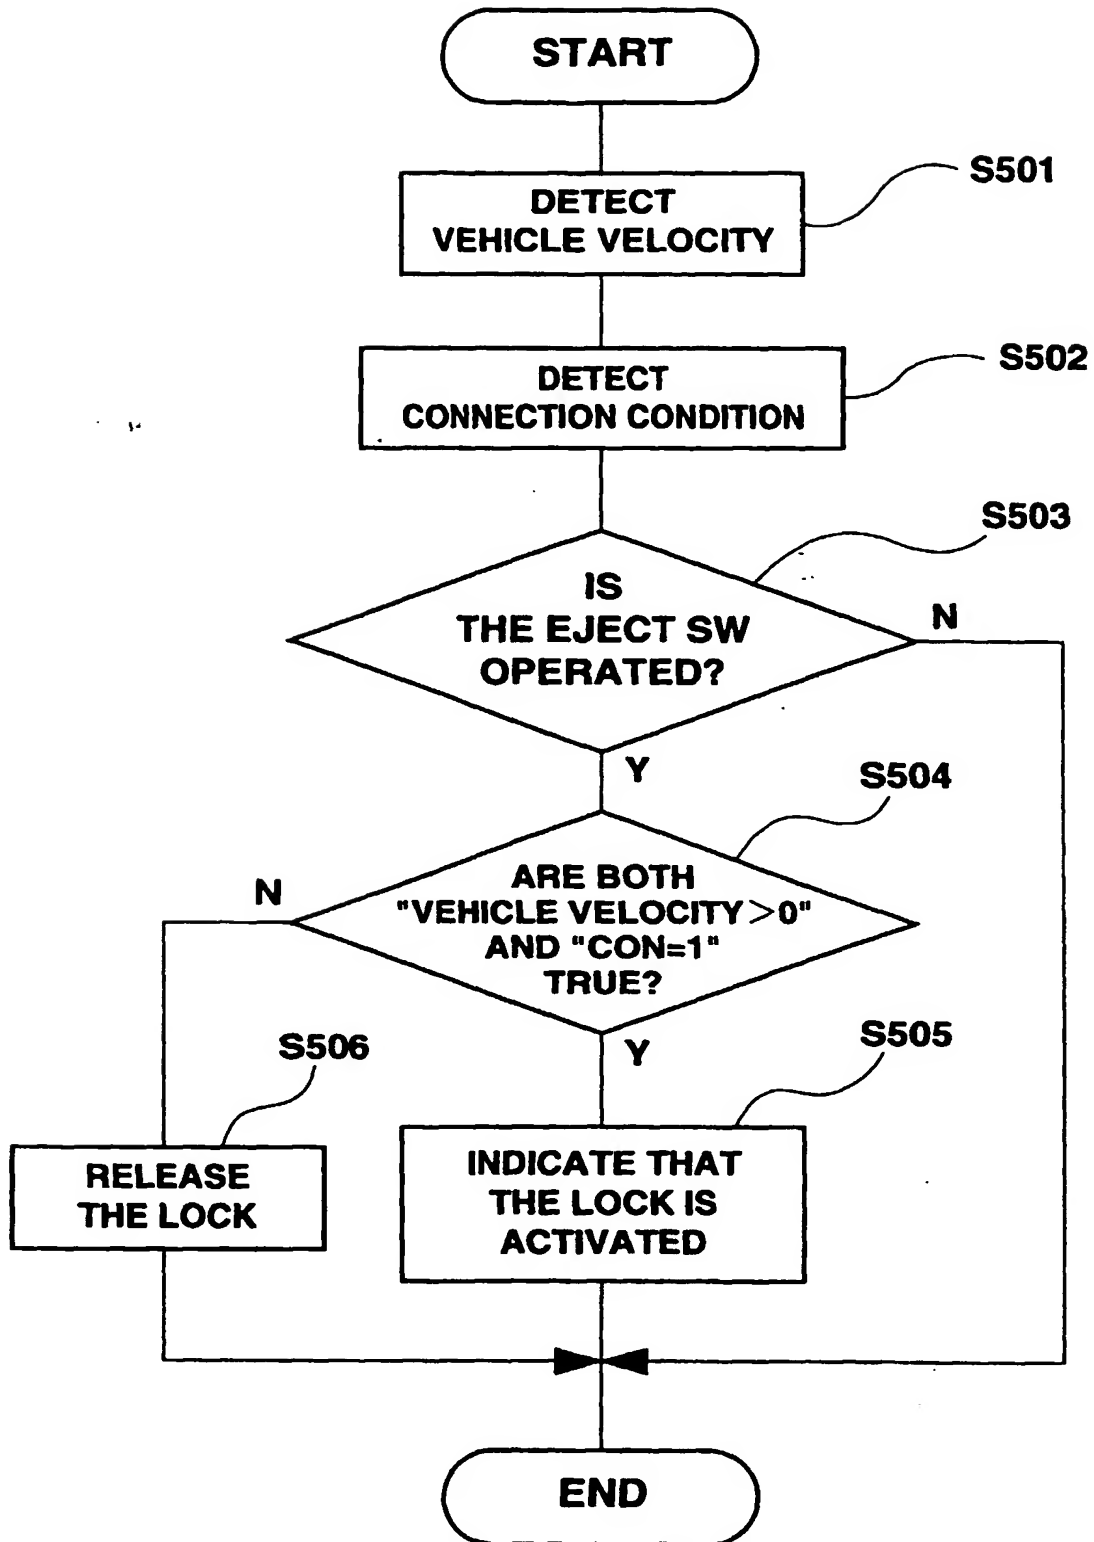 START
S501
DETECT
VEHICLE VELOCITY
S502
DETECT
CONNECTION CONDITION
S503
IS
THE EJECT SW
OPERATED?
N
Y
S504
ARE BOTH
"VEHICLE VELOCITY>0"
AND "CON=1"
TRUE?
N
Y
S506
S505
RELEASE
THE LOCK
INDICATE THAT
THE LOCK IS
ACTIVATED
END